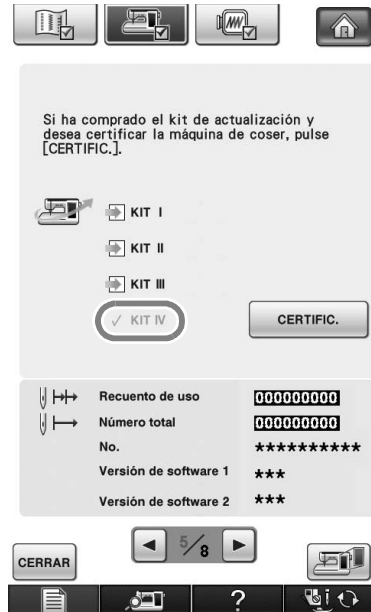 Si ha comprado el kit de actualización y
desea certificar la máquina de coser, pulse
[CERTIFIC.].
KIT I
KIT II
KIT III
KIT IV
CERTIFIC.
Recuento de uso 000000000
Número total 000000000
No. **********
Versión de software 1 ***
Versión de software 2 ***
CERRAR
5/8
?